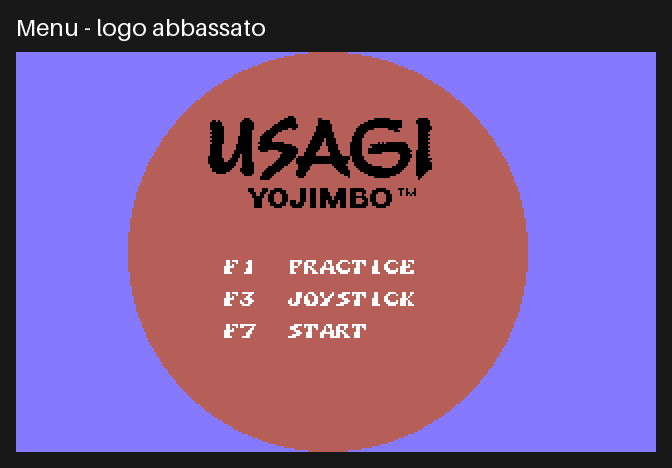 Menu - logo abbassato
USAGI
YOJIMBO™
F1 PRACTICE
F3 JOYSTICK
F7 START